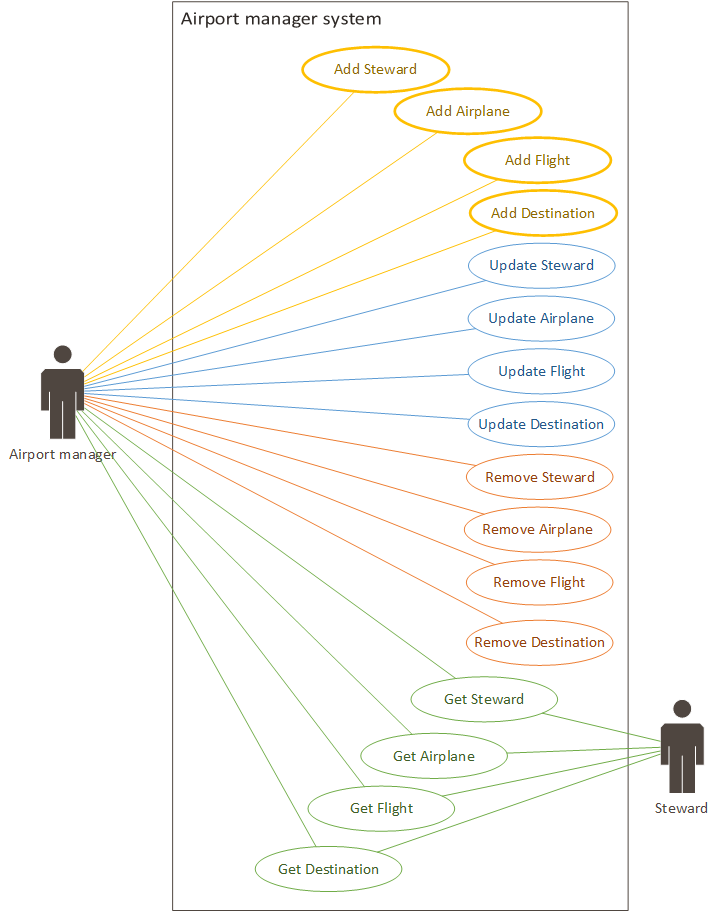 Airport manager system
Add Steward
Add Airplane
Add Flight
Add Destination
Update Steward
Update Airplane
Update Flight
Update Destination
Airport manager
Remove Steward
Remove Airplane
Remove Flight
Remove Destination
Get Steward
Get Airplane
Get Flight
Steward
Get Destination